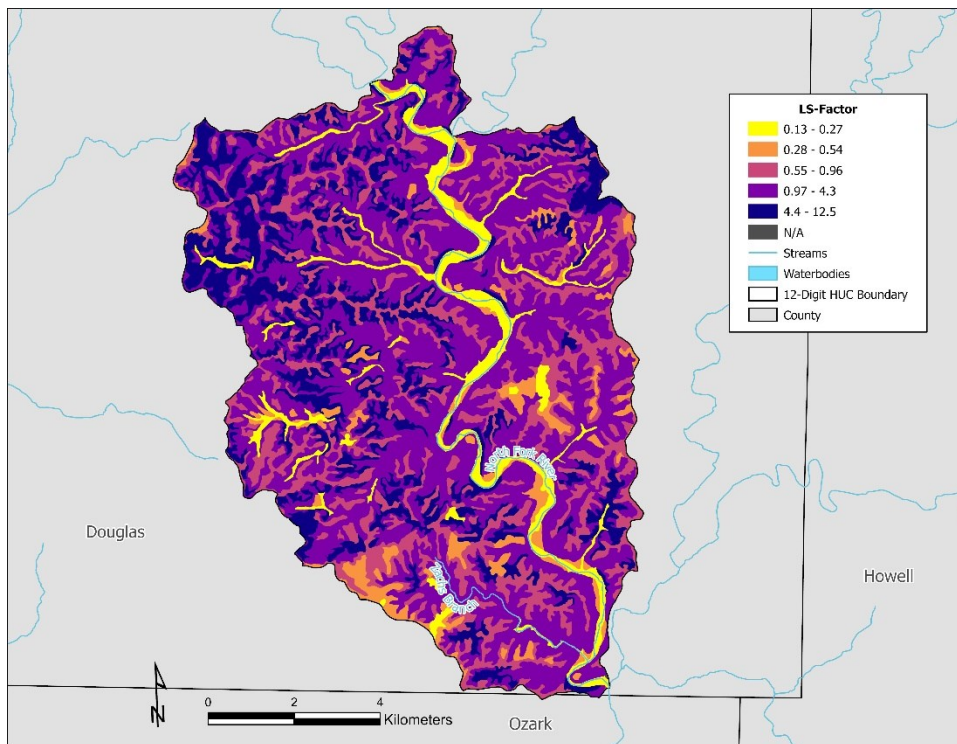 LS-Factor
0.13 - 0.27
0.28 - 0.54
0.55 - 0.96
0.97 - 4.3
4.4 - 12.5
N/A
Streams
Waterbodies
12-Digit HUC Boundary
County
North Fork River
Douglas
Howell
Branch
N
0 2 4
Kilometers
Ozark